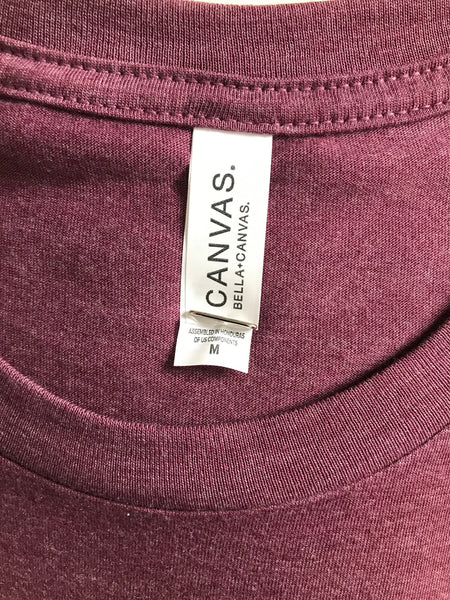 CANVAS.
BELLA+CANVAS.
ASSEMBLED IN HONDURAS
OF US COMPONENTS
M